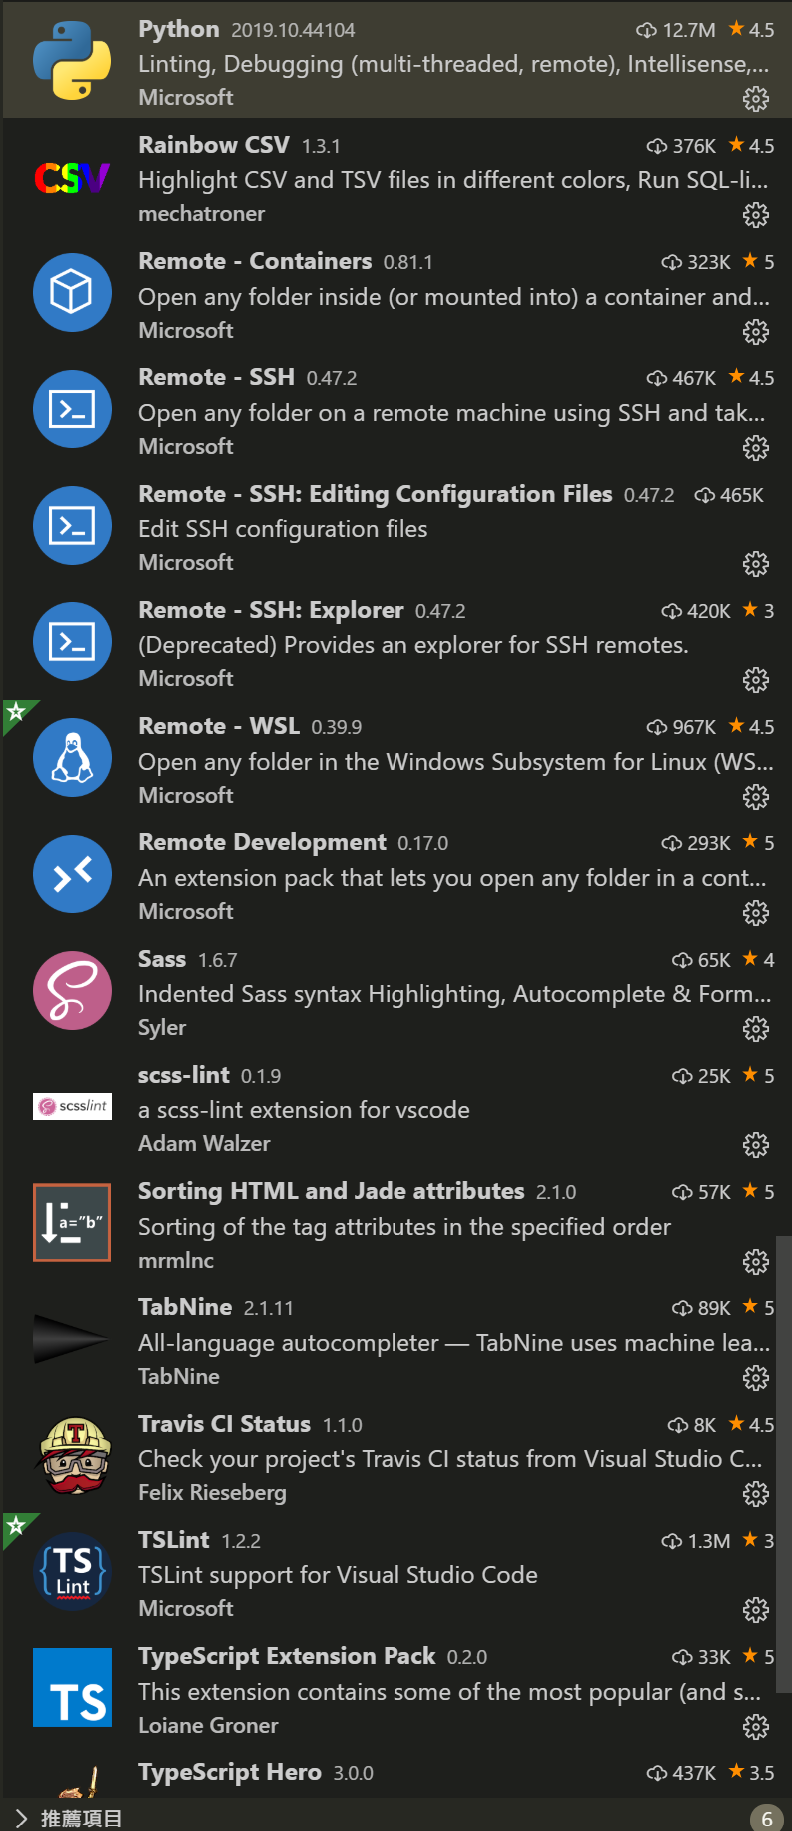 Python 2019.10.44104 12.7M ★ 4.5
Linting, Debugging (multi-threaded, remote), Intellisense,...
Microsoft
CSV
Rainbow CSV 1.3.1 376K ★ 4.5
Highlight CSV and TSV files in different colors, Run SQL-li...
mechatroner
Remote - Containers 0.81.1 323K ★ 5
Open any folder inside (or mounted into) a container and...
Microsoft
Remote - SSH 0.47.2 467K ★ 4.5
Open any folder on a remote machine using SSH and tak...
Microsoft
Remote - SSH: Editing Configuration Files 0.47.2 465K
Edit SSH configuration files
Microsoft
Remote - SSH: Explorer 0.47.2 420K ★ 3
(Deprecated) Provides an explorer for SSH remotes.
Microsoft
Remote - WSL 0.39.9 967K ★ 4.5
Open any folder in the Windows Subsystem for Linux (WS...
Microsoft
Remote Development 0.17.0 293K ★ 5
An extension pack that lets you open any folder in a cont...
Microsoft
Sass 1.6.7 65K ★ 4
Indented Sass syntax Highlighting, Autocomplete & Form...
Syler
scss-lint 0.1.9 25K ★ 5
scsslint
a scss-lint extension for vscode
Adam Walzer
Sorting HTML and Jade attributes 2.1.0 57K ★ 5
a="b"
Sorting of the tag attributes in the specified order
mrmlnc
TabNine 2.1.11 89K ★ 5
All-language autocompleter — TabNine uses machine lea...
TabNine
Travis CI Status 1.1.0 8K ★ 4.5
T
Check your project's Travis CI status from Visual Studio C...
Felix Rieseberg
TSLint 1.2.2 1.3M ★ 3
{TS}
Lint
TSLint support for Visual Studio Code
Microsoft
TypeScript Extension Pack 0.2.0 33K ★ 5
TS
This extension contains some of the most popular (and s...
Loiane Groner
TypeScript Hero 3.0.0 437K ★ 3.5
推薦項目 6